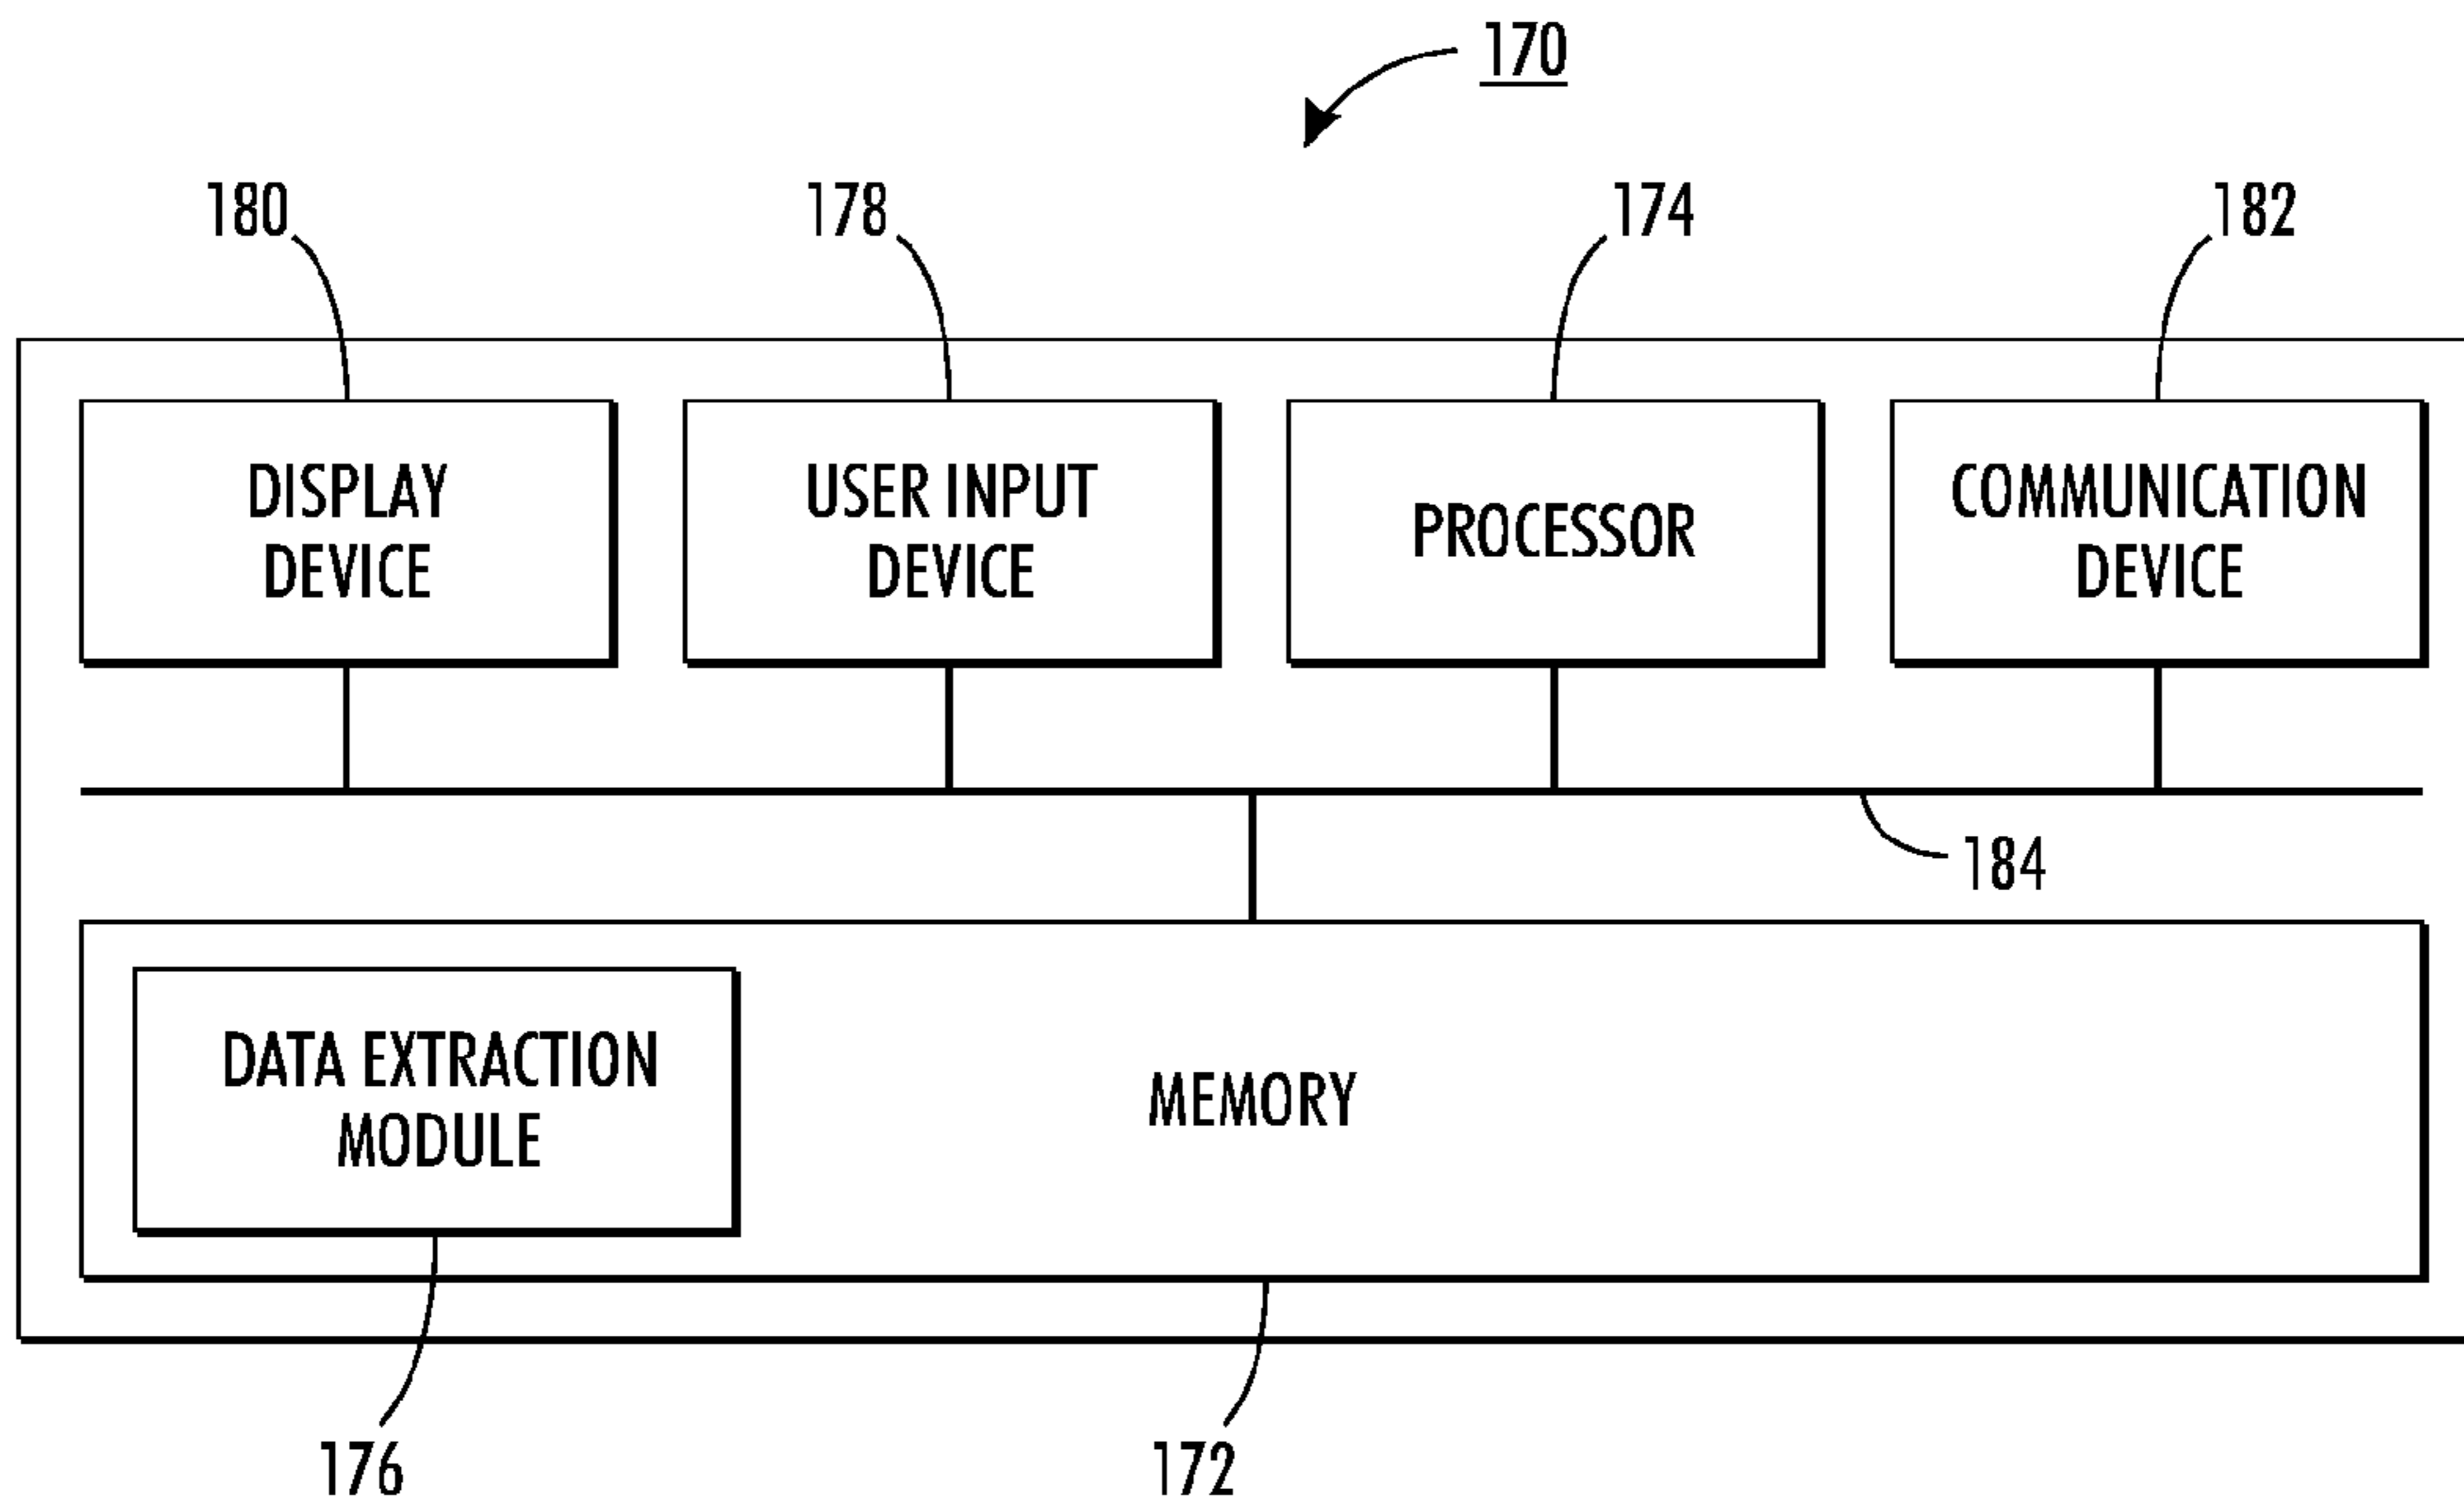 170
180
178
174
182
DISPLAY
DEVICE
USER INPUT
DEVICE
PROCESSOR
COMMUNICATION
DEVICE
184
DATA EXTRACTION
MODULE
MEMORY
176
172